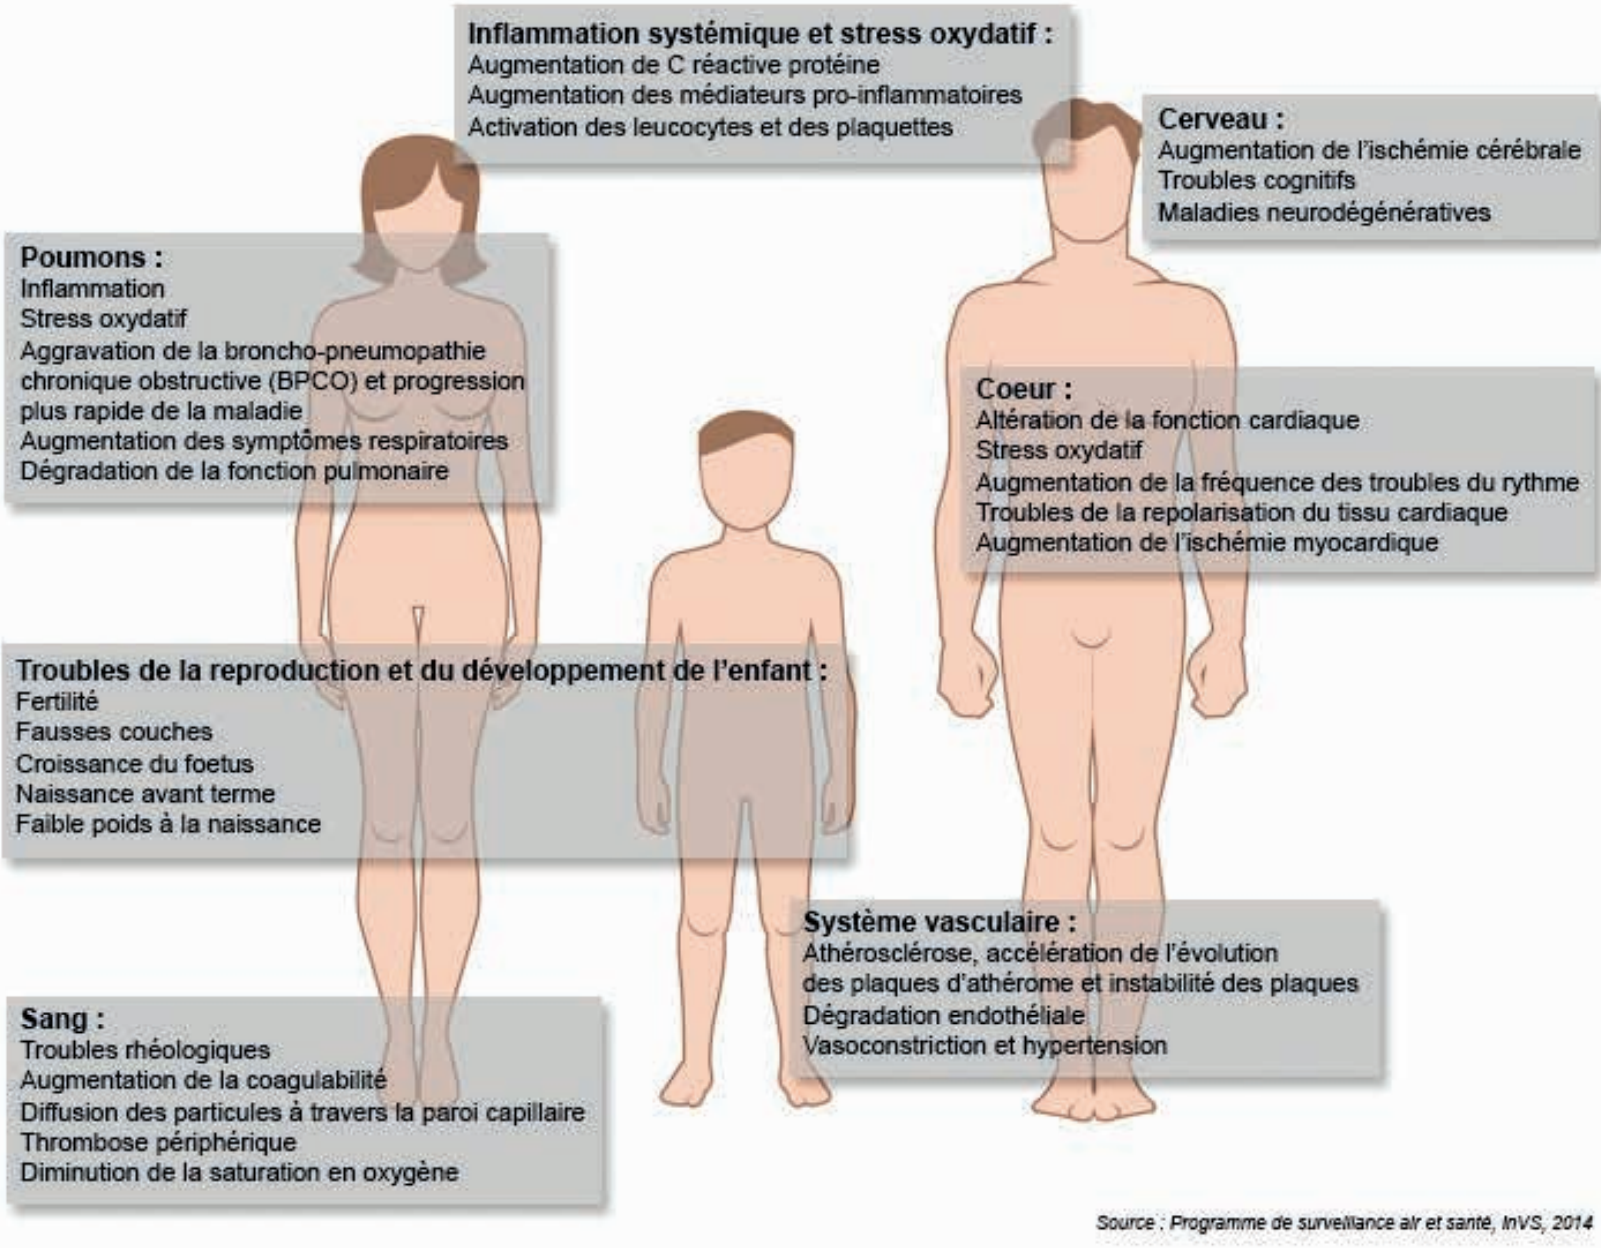 Inflammation systémique et stress oxydatif :
Augmentation de C réactive protéine
Augmentation des médiateurs pro-inflammatoires
Activation des leucocytes et des plaquettes
Cerveau :
Augmentation de l'ischémie cérébrale
Troubles cognitifs
Maladies neurodégénératives
Poumons :
Inflammation
Stress oxydatif
Aggravation de la broncho-pneumopathie
chronique obstructive (BPCO) et progression
plus rapide de la maladie
Augmentation des symptômes respiratoires
Dégradation de la fonction pulmonaire
Coeur :
Altération de la fonction cardiaque
Stress oxydatif
Augmentation de la fréquence des troubles du rythme
Troubles de la repolarisation du tissu cardiaque
Augmentation de l'ischémie myocardique
Troubles de la reproduction et du développement de l'enfant :
Fertilité
Fausses couches
Croissance du foetus
Naissance avant terme
Faible poids à la naissance
Système vasculaire :
Athérosclérose, accélération de l'évolution
des plaques d'athérome et instabilité des plaques
Dégradation endothéliale
Vasoconstriction et hypertension
Sang :
Troubles rhéologiques
Augmentation de la coagulabilité
Diffusion des particules à travers la paroi capillaire
Thrombose périphérique
Diminution de la saturation en oxygène
Source : Programme de surveillance air et santé, InVS, 2014